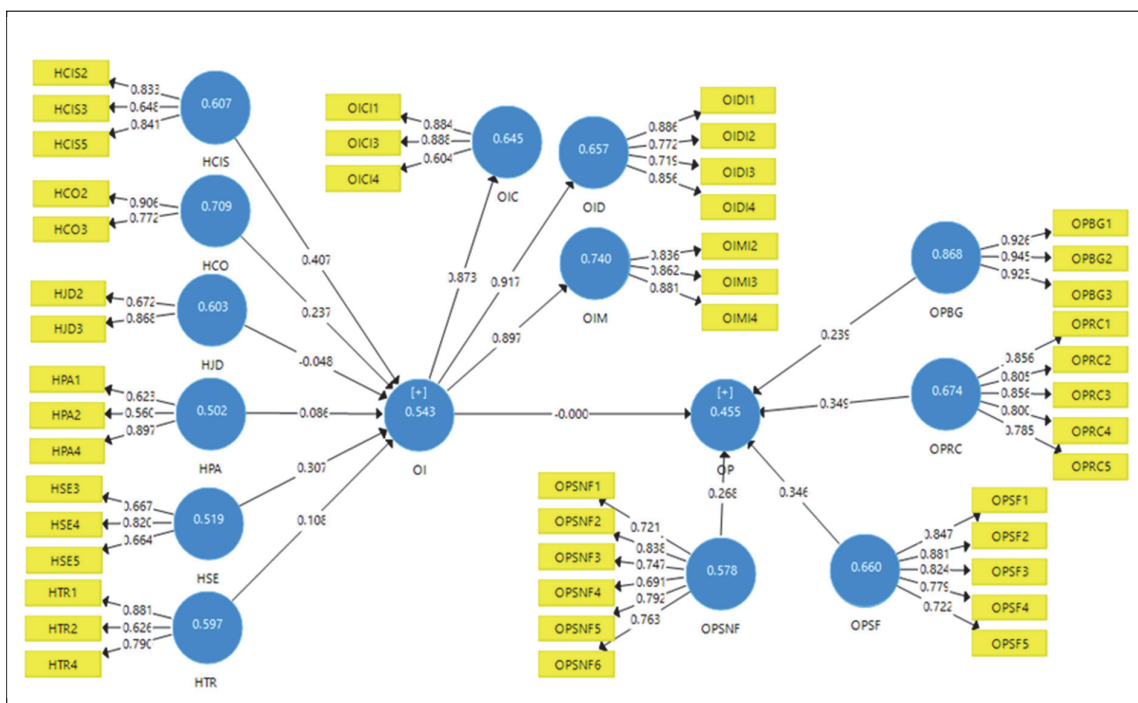 HCIS2
HCIS3
HCIS5
0.833
0.648
0.841
0.607
HCIS
HCO2
HCO3
0.906
0.772
0.709
HCO
HJD2
HJD3
0.672
0.868
0.603
HJD
HPA1
HPA2
HPA4
0.623
0.560
0.897
0.502
HPA
HSE3
HSE4
HSE5
0.667
0.820
0.664
0.519
HSE
HTR1
HTR2
HTR4
0.881
0.626
0.790
0.597
HTR
0.407
0.237
-0.048
0.086
0.307
0.108
[+]
0.543
OI
OICI1
OICI3
OICI4
0.884
0.888
0.604
0.645
OIC
0.657
OID
0.886
0.772
0.719
0.856
OIDI1
OIDI2
OIDI3
OIDI4
0.740
OIM
0.836
0.862
0.881
OIMI2
OIMI3
OIMI4
0.873
0.917
0.897
-0.000
[+]
0.455
OP
0.239
0.349
0.346
0.268
0.868
OPBG
0.926
0.945
0.925
OPBG1
OPBG2
OPBG3
0.674
OPRC
0.856
0.805
0.856
0.800
0.785
OPRC1
OPRC2
OPRC3
OPRC4
OPRC5
OPSNF1
OPSNF2
OPSNF3
OPSNF4
OPSNF5
OPSNF6
0.721
0.838
0.747
0.691
0.792
0.763
0.578
OPSNF
0.660
OPSF
0.847
0.881
0.824
0.779
0.722
OPSF1
OPSF2
OPSF3
OPSF4
OPSF5